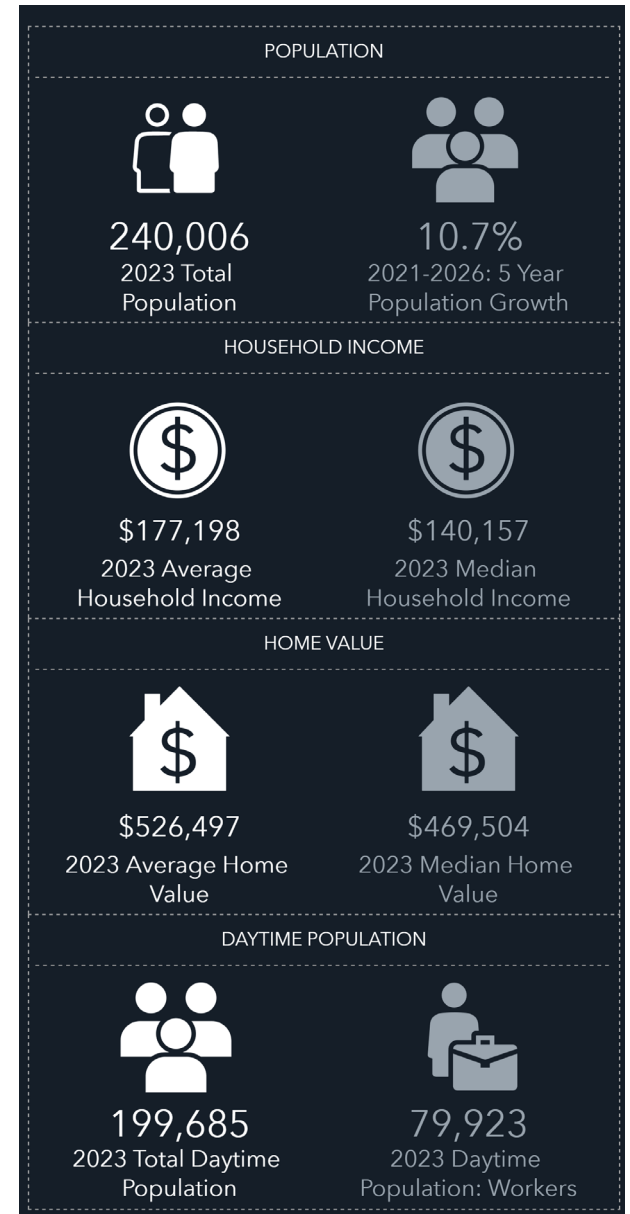 POPULATION
240,006
2023 Total
Population
10.7%
2021-2026: 5 Year
Population Growth
HOUSEHOLD INCOME
$
$177,198
2023 Average
Household Income
$
$140,157
2023 Median
Household Income
HOME VALUE
$
$526,497
2023 Average Home
Value
$
$469,504
2023 Median Home
Value
DAYTIME POPULATION
199,685
2023 Total Daytime
Population
79,923
2023 Daytime
Population: Workers